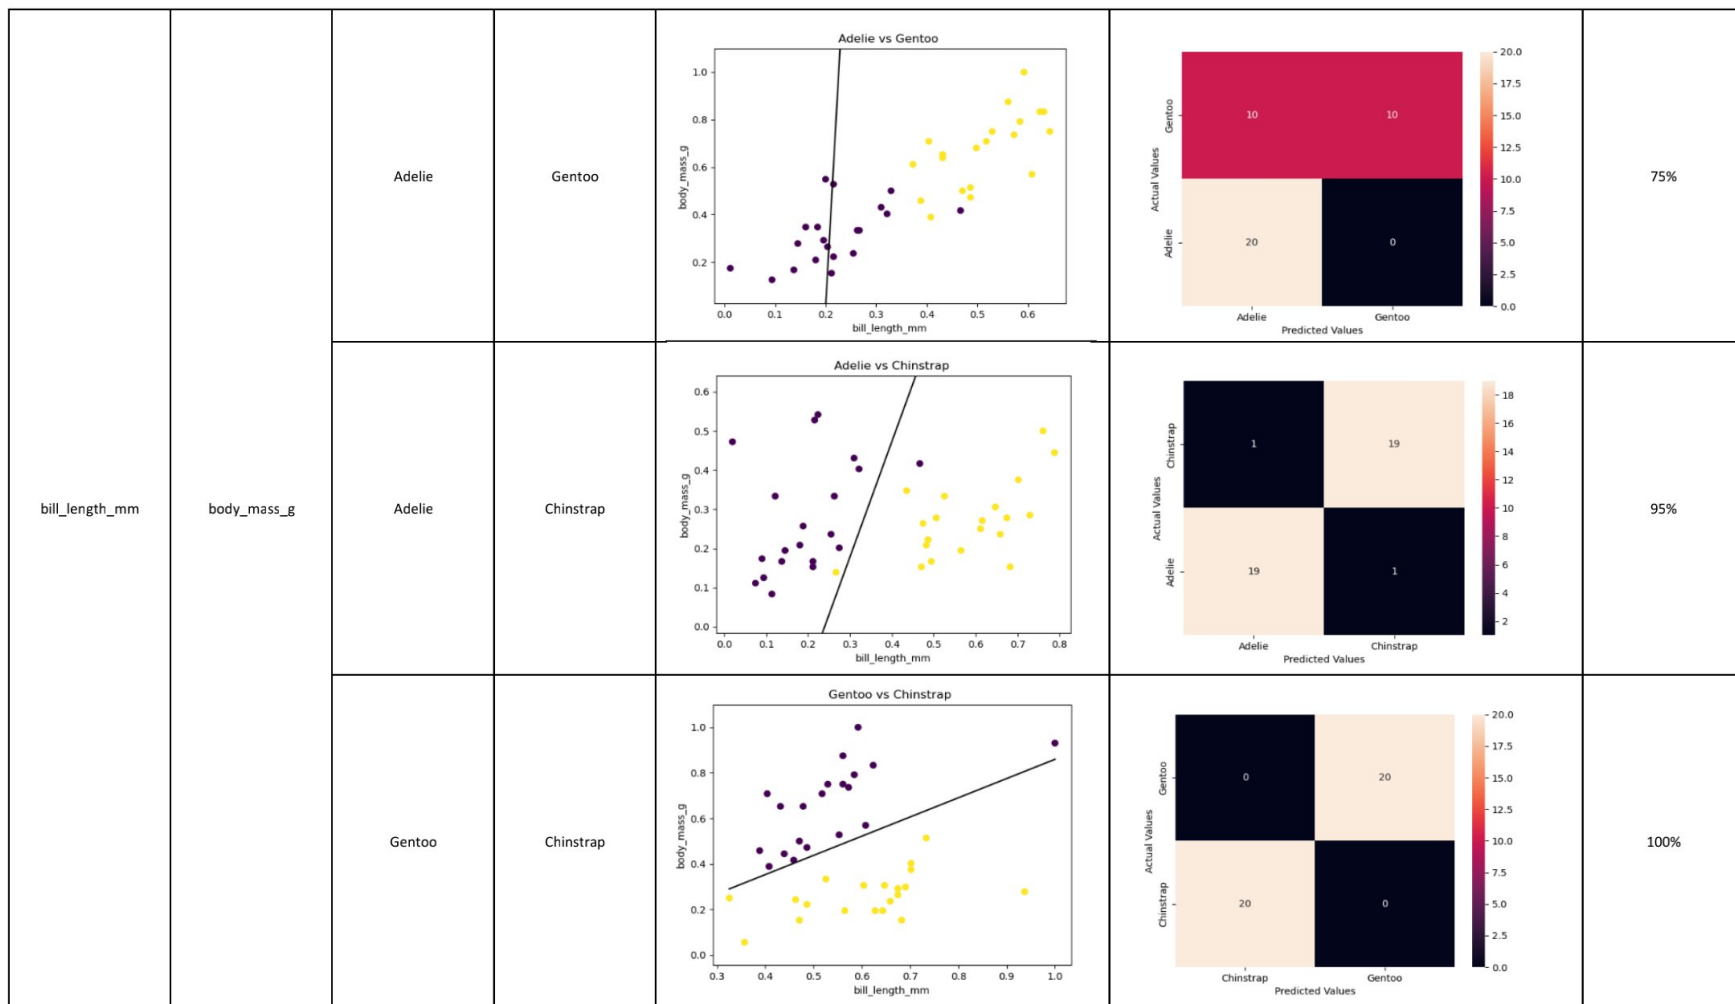 bill_length_mm
body_mass_g
Adelie
Gentoo
Adelie vs Gentoo
body_mass_g
1.0
0.8
0.6
0.4
0.2
0.0 0.1 0.2 0.3 0.4 0.5 0.6
bill_length_mm
Actual Values
Gentoo
10 10
Adelie
20 0
Adelie Gentoo
Predicted Values
20.0
17.5
15.0
12.5
10.0
7.5
5.0
2.5
0.0
75%
Adelie
Chinstrap
Adelie vs Chinstrap
body_mass_g
0.6
0.5
0.4
0.3
0.2
0.1
0.0
0.0 0.1 0.2 0.3 0.4 0.5 0.6 0.7 0.8
bill_length_mm
Actual Values
Chinstrap
1 19
Adelie
19 1
Adelie Chinstrap
Predicted Values
18
16
14
12
10
8
6
4
2
95%
Gentoo
Chinstrap
Gentoo vs Chinstrap
body_mass_g
1.0
0.8
0.6
0.4
0.2
0.0
0.3 0.4 0.5 0.6 0.7 0.8 0.9 1.0
bill_length_mm
Actual Values
Gentoo
0 20
Chinstrap
20 0
Chinstrap Gentoo
Predicted Values
20.0
17.5
15.0
12.5
10.0
7.5
5.0
2.5
0.0
100%